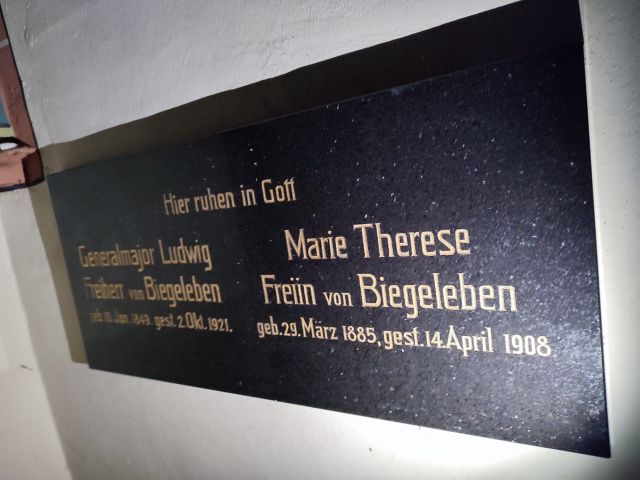 Hier ruhen in Gott
Generalmajor Ludwig
Freiherr von Biegeleben
geb. 10. Jan. 1849. gest. 2. Okt. 1921.
Marie Therese
Freiin von Biegeleben
geb. 29. März 1885, gest. 14. April 1908